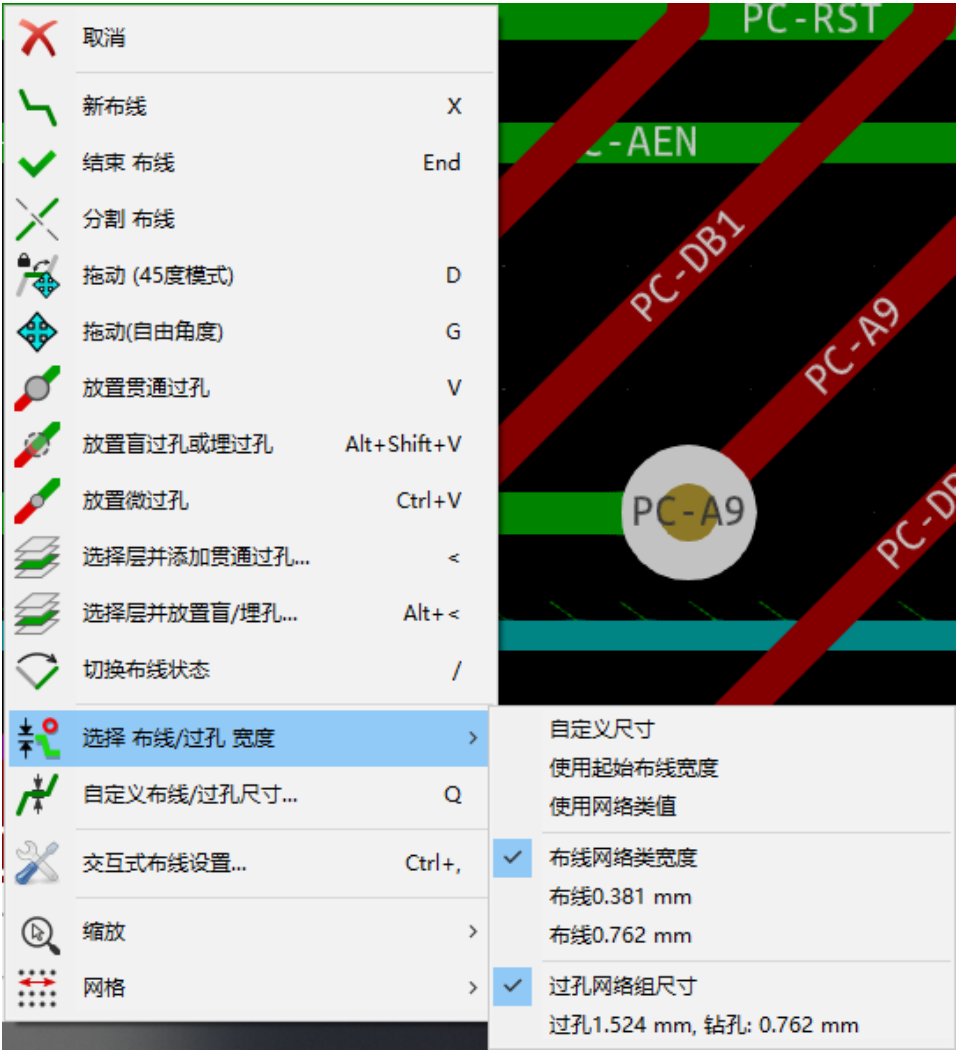 取消
新布线 X
结束 布线 End
分割 布线
拖动 (45度模式) D
拖动(自由角度) G
放置贯通过孔 V
放置盲过孔或埋过孔 Alt+Shift+V
放置微过孔 Ctrl+V
选择层并添加贯通过孔... <
选择层并放置盲/埋孔... Alt+<
切换布线状态 /
选择 布线/过孔 宽度
自定义布线/过孔尺寸... Q
交互式布线设置... Ctrl+,
缩放
网格
自定义尺寸
使用起始布线宽度
使用网络类值
布线网络类宽度
布线0.381 mm
布线0.762 mm
过孔网络组尺寸
过孔1.524 mm, 钻孔: 0.762 mm
PC-RST
C-AEN
PC-DB1
PC-A9
PC-A9
PC-D